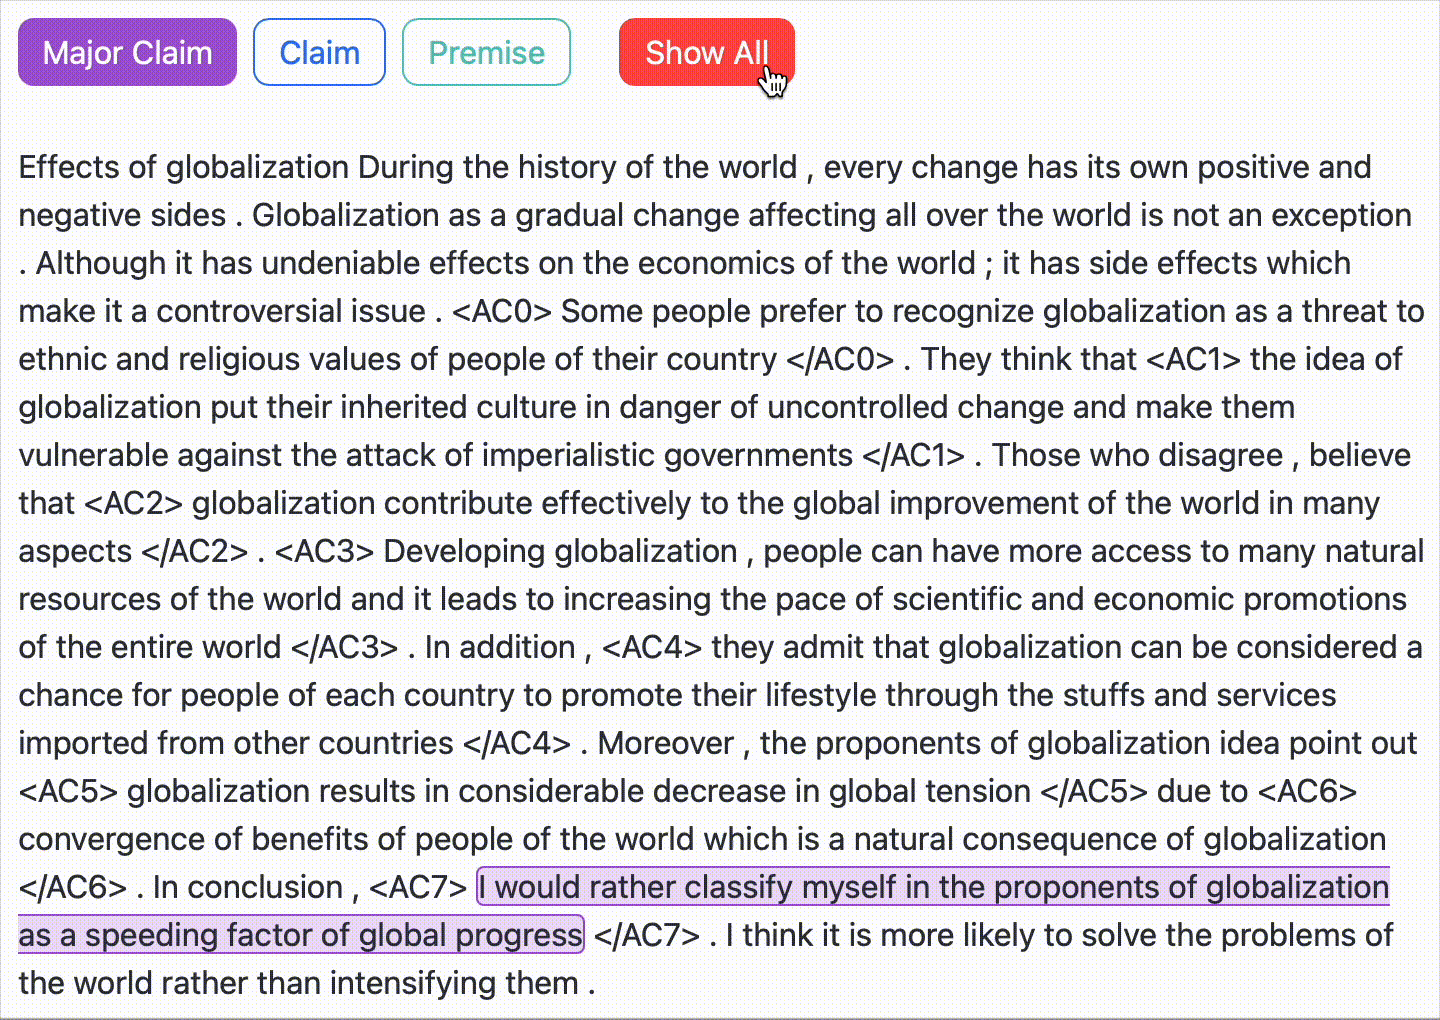 Major Claim Claim Premise Show All
Effects of globalization During the history of the world , every change has its own positive and
negative sides . Globalization as a gradual change affecting all over the world is not an exception
. Although it has undeniable effects on the economics of the world ; it has side effects which
make it a controversial issue . <AC0> Some people prefer to recognize globalization as a threat to
ethnic and religious values of people of their country </AC0> . They think that <AC1> the idea of
globalization put their inherited culture in danger of uncontrolled change and make them
vulnerable against the attack of imperialistic governments </AC1> . Those who disagree , believe
that <AC2> globalization contribute effectively to the global improvement of the world in many
aspects </AC2> . <AC3> Developing globalization , people can have more access to many natural
resources of the world and it leads to increasing the pace of scientific and economic promotions
of the entire world </AC3> . In addition , <AC4> they admit that globalization can be considered a
chance for people of each country to promote their lifestyle through the stuffs and services
imported from other countries </AC4> . Moreover , the proponents of globalization idea point out
<AC5> globalization results in considerable decrease in global tension </AC5> due to <AC6>
convergence of benefits of people of the world which is a natural consequence of globalization
</AC6> . In conclusion , <AC7> I would rather classify myself in the proponents of globalization
as a speeding factor of global progress </AC7> . I think it is more likely to solve the problems of
the world rather than intensifying them .